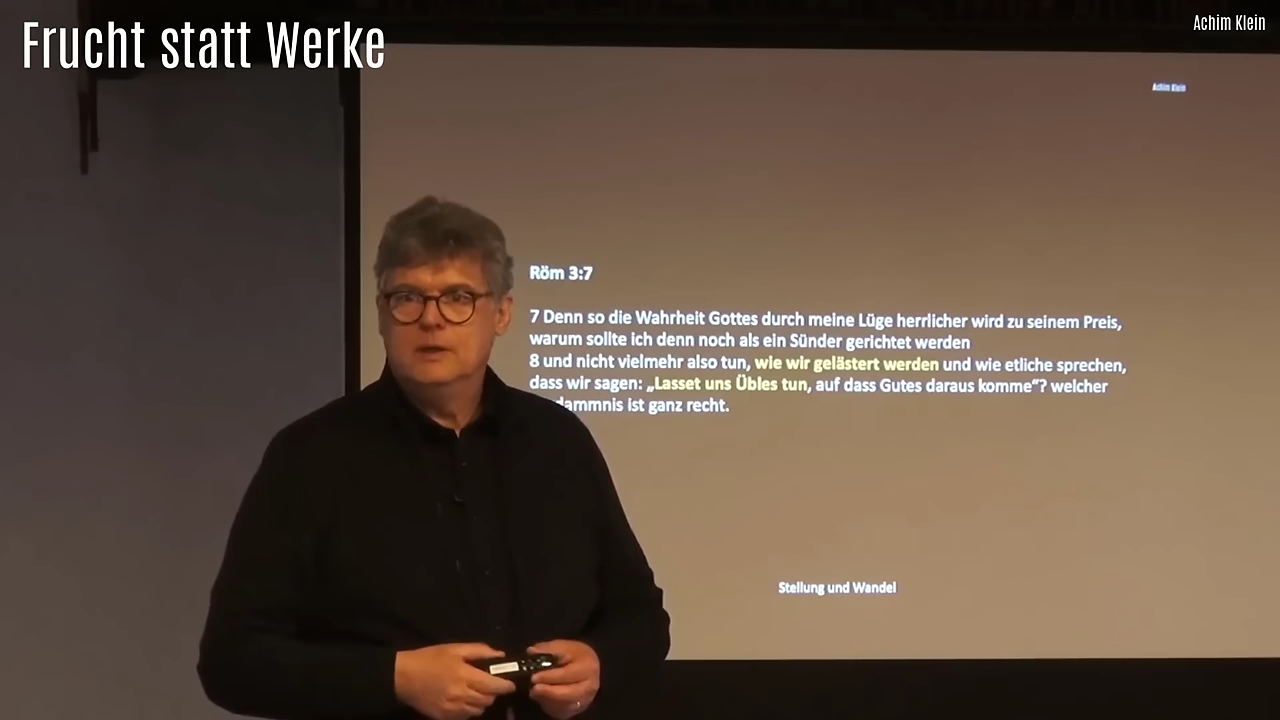 Frucht statt Werke
Achim Klein
Achim Klein
Röm 3:7
7 Denn so die Wahrheit Gottes durch meine Lüge herrlicher wird zu seinem Preis,
warum sollte ich denn noch als ein Sünder gerichtet werden
8 und nicht vielmehr also tun, wie wir gelästert werden und wie etliche sprechen,
dass wir sagen: „Lasset uns Übles tun, auf dass Gutes daraus komme“? welcher
dammnis ist ganz recht.
Stellung und Wandel